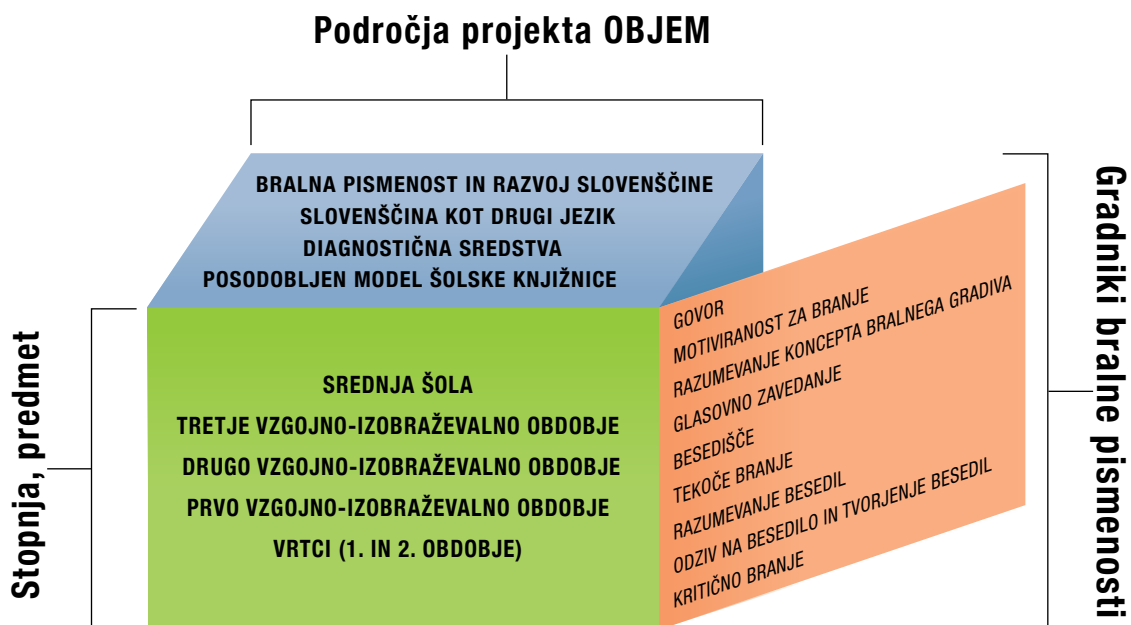 Področja projekta OBJEM
BRALNA PISMENOST IN RAZVOJ SLOVENŠČINE
SLOVENŠČINA KOT DRUGI JEZIK
DIAGNOSTIČNA SREDSTVA
POSODOBLJEN MODEL ŠOLSKE KNJIŽNICE
Stopnja, predmet
SREDNJA ŠOLA
TRETJE VZGOJNO-IZOBRAŽEVALNO OBDOBJE
DRUGO VZGOJNO-IZOBRAŽEVALNO OBDOBJE
PRVO VZGOJNO-IZOBRAŽEVALNO OBDOBJE
VRTCI (1. IN 2. OBDOBJE)
GOVOR
MOTIVIRANOST ZA BRANJE
RAZUMEVANJE KONCEPTA BRALNEGA GRADIVA
GLASOVNO ZAVEDANJE
BESEDIŠČE
TEKOČE BRANJE
RAZUMEVANJE BESEDIL
ODZIV NA BESEDILO IN TVORJENJE BESEDIL
KRITIČNO BRANJE
Gradniki bralne pismenosti